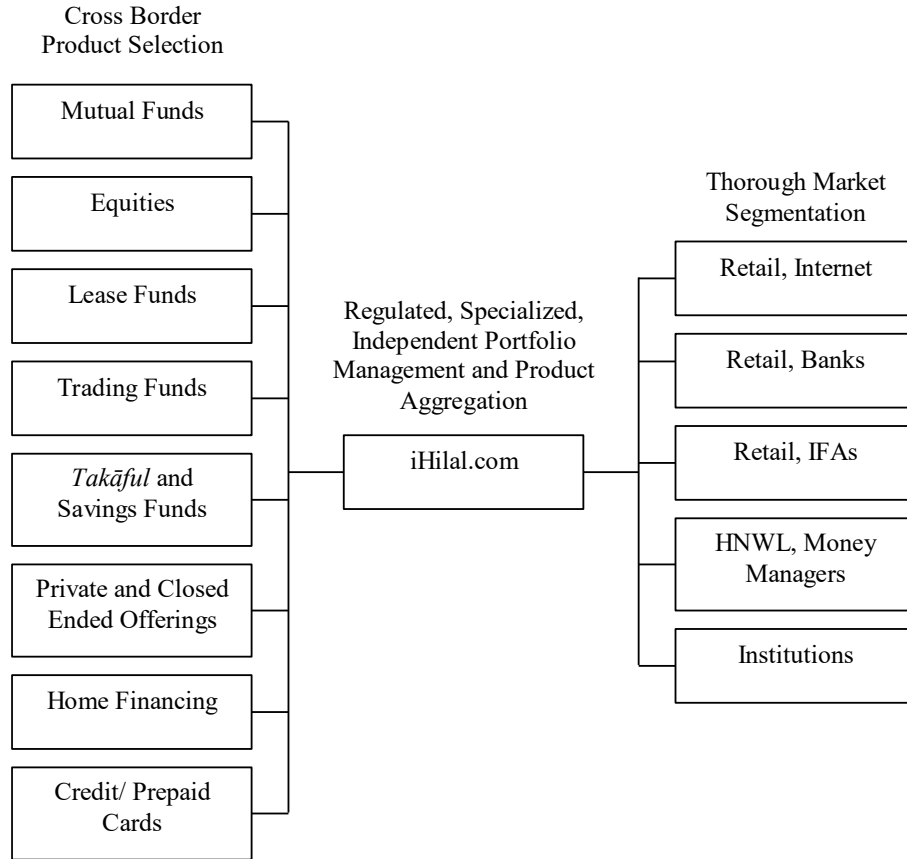 Cross Border
Product Selection
Mutual Funds
Equities
Lease Funds
Trading Funds
Takāful and
Savings Funds
Private and Closed
Ended Offerings
Home Financing
Credit/ Prepaid
Cards
Regulated, Specialized,
Independent Portfolio
Management and Product
Aggregation
iHilal.com
Thorough Market
Segmentation
Retail, Internet
Retail, Banks
Retail, IFAs
HNWL, Money
Managers
Institutions